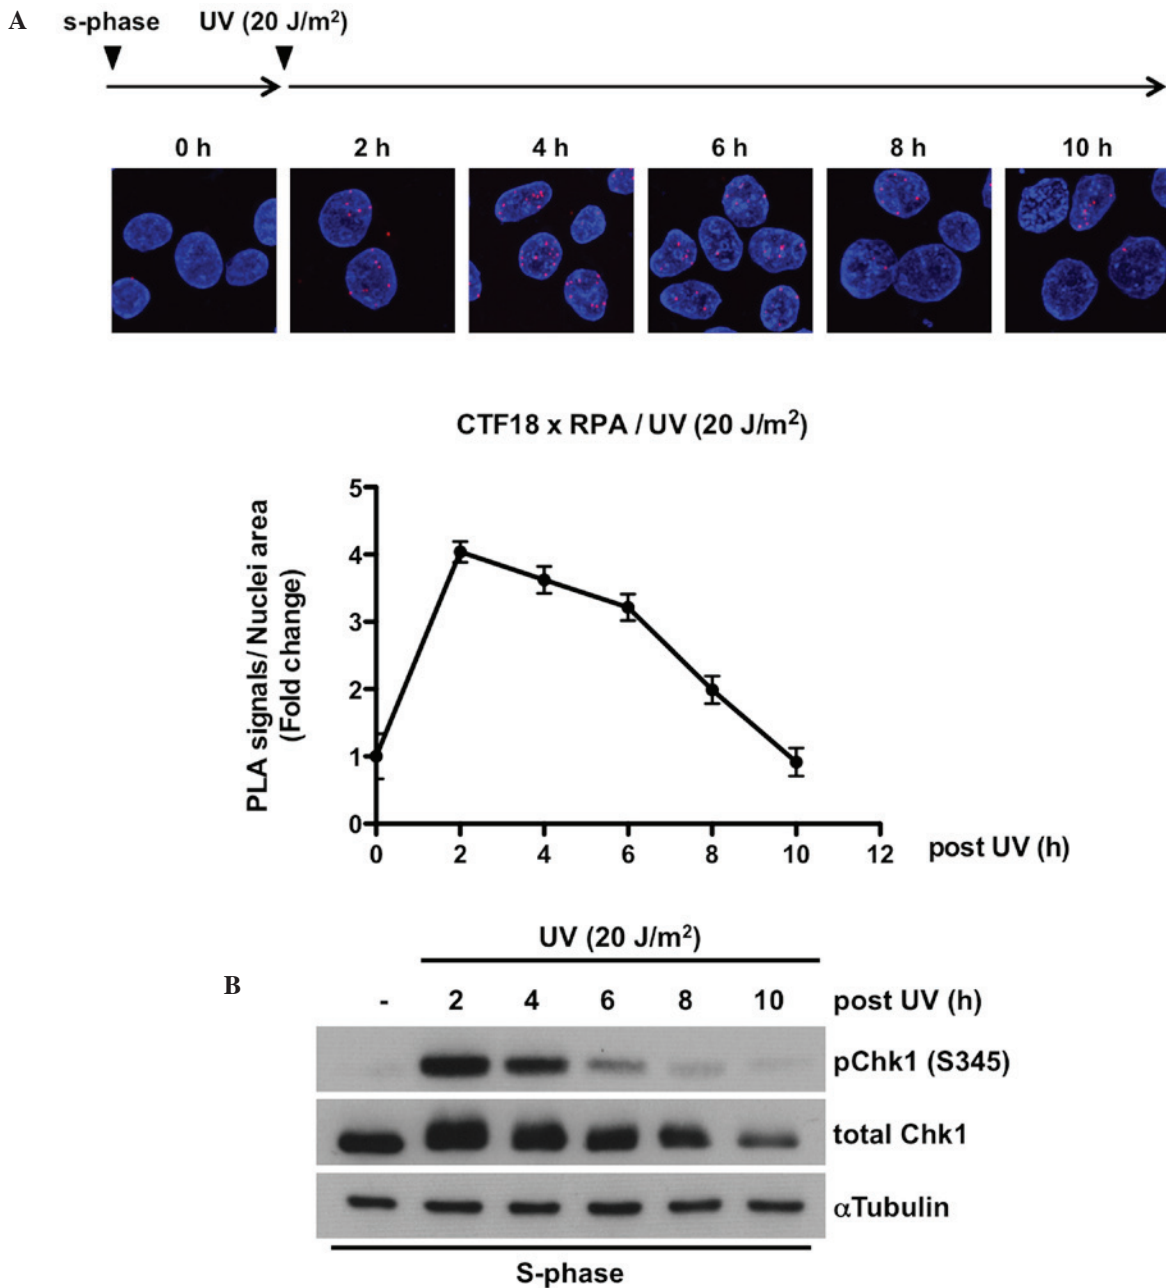 A
s-phase UV (20 J/m²)
0 h 2 h 4 h 6 h 8 h 10 h
CTF18 x RPA / UV (20 J/m²)
PLA signals/ Nuclei area
(Fold change)
5
4
3
2
1
0
0 2 4 6 8 10 12 post UV (h)
UV (20 J/m²)
B
- 2 4 6 8 10 post UV (h)
pChk1 (S345)
total Chk1
αTubulin
S-phase